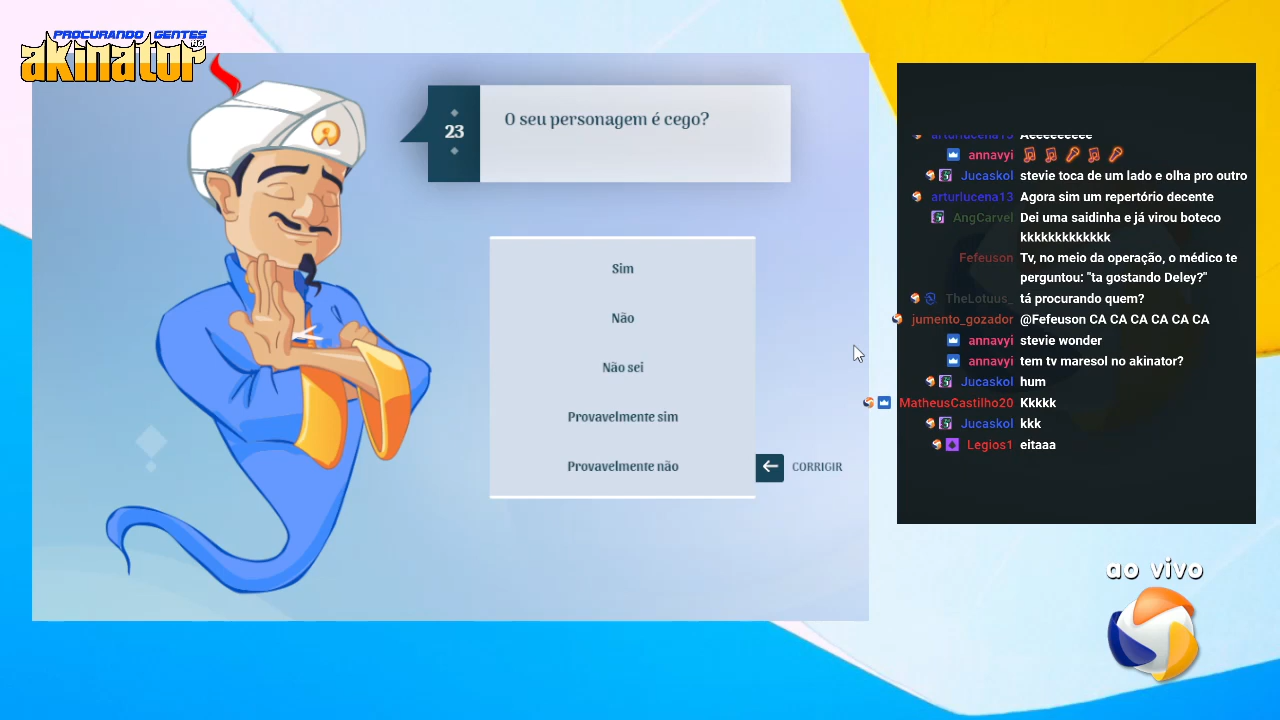 PROCURANDO GENTES
NO
akinator
23
O seu personagem é cego?
Sim
Não
Não sei
Provavelmente sim
Provavelmente não
CORRIGIR
arturlucena13 Aeeeeeeeee
annavyi
Jucaskol stevie toca de um lado e olha pro outro
arturlucena13 Agora sim um repertório decente
AngCarvel Dei uma saidinha e já virou boteco
kkkkkkkkkkkkk
Fefeuson Tv, no meio da operação, o médico te
perguntou: "ta gostando Deley?"
TheLotuus_ tá procurando quem?
jumento_gozador @Fefeuson CA CA CA CA CA CA
annavyi stevie wonder
annavyi tem tv maresol no akinator?
Jucaskol hum
MatheusCastilho20 Kkkkk
Jucaskol kkk
Legios1 eitaaa
ao vivo